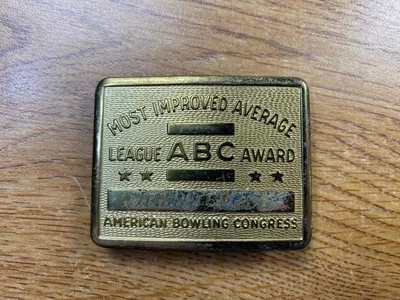 MOST IMPROVED AVERAGE
LEAGUE ABC AWARD
AMERICAN BOWLING CONGRESS